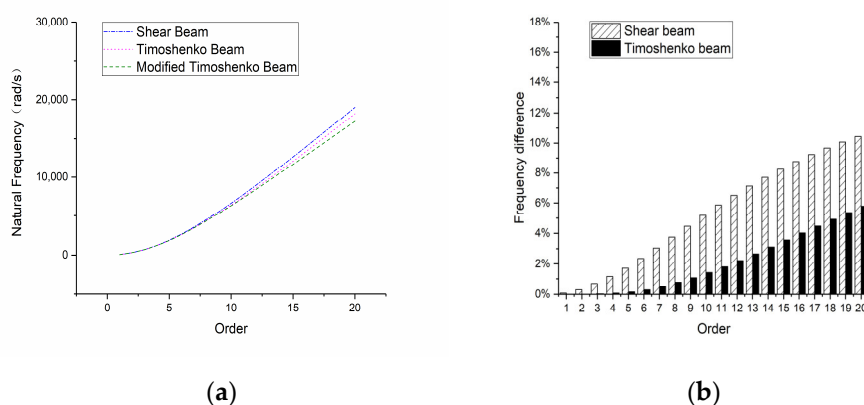 30,000
20,000
10,000
0
Natural Frequency（rad/s）
Shear Beam
Timoshenko Beam
Modified Timoshenko Beam
0 5 10 15 20
Order
(a)
18%
16%
14%
12%
10%
8%
6%
4%
2%
0%
Frequency difference
Shear beam
Timoshenko beam
1 2 3 4 5 6 7 8 9 10 11 12 13 14 15 16 17 18 19 20
Order
(b)